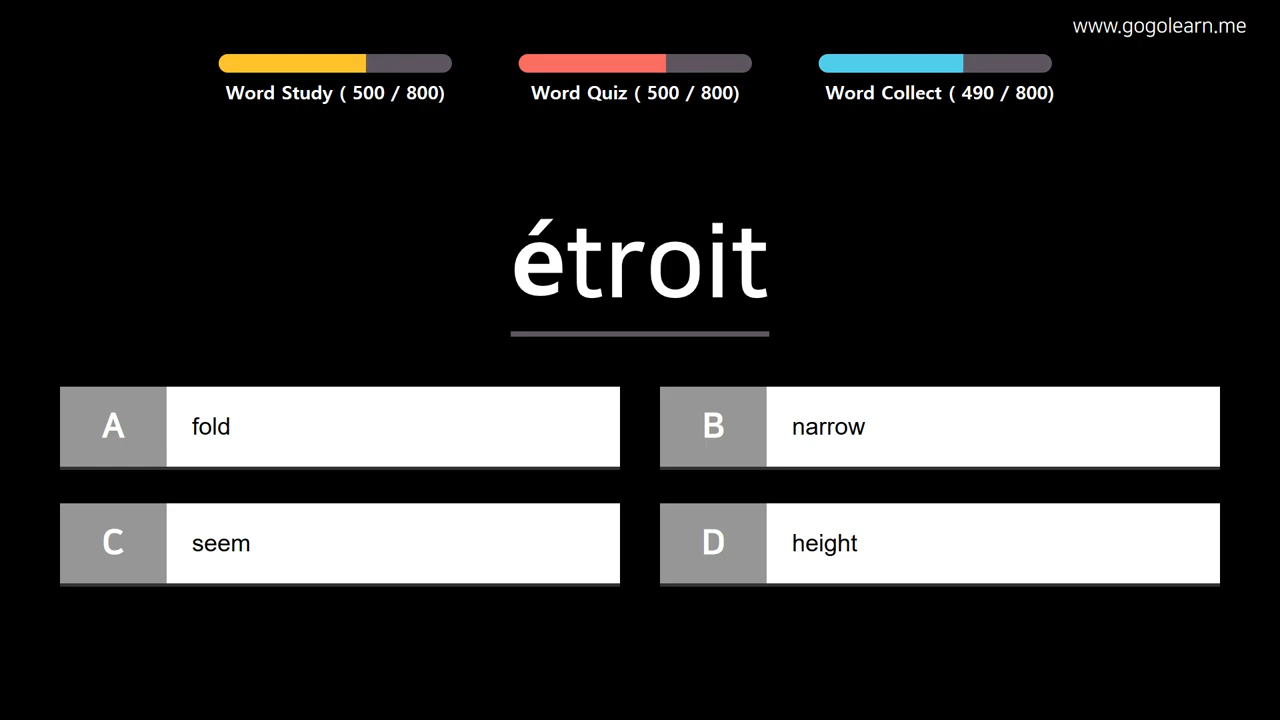 www.gogolearn.me
Word Study ( 500 / 800)
Word Quiz ( 500 / 800)
Word Collect ( 490 / 800)
étroit
A
fold
B
narrow
C
seem
D
height